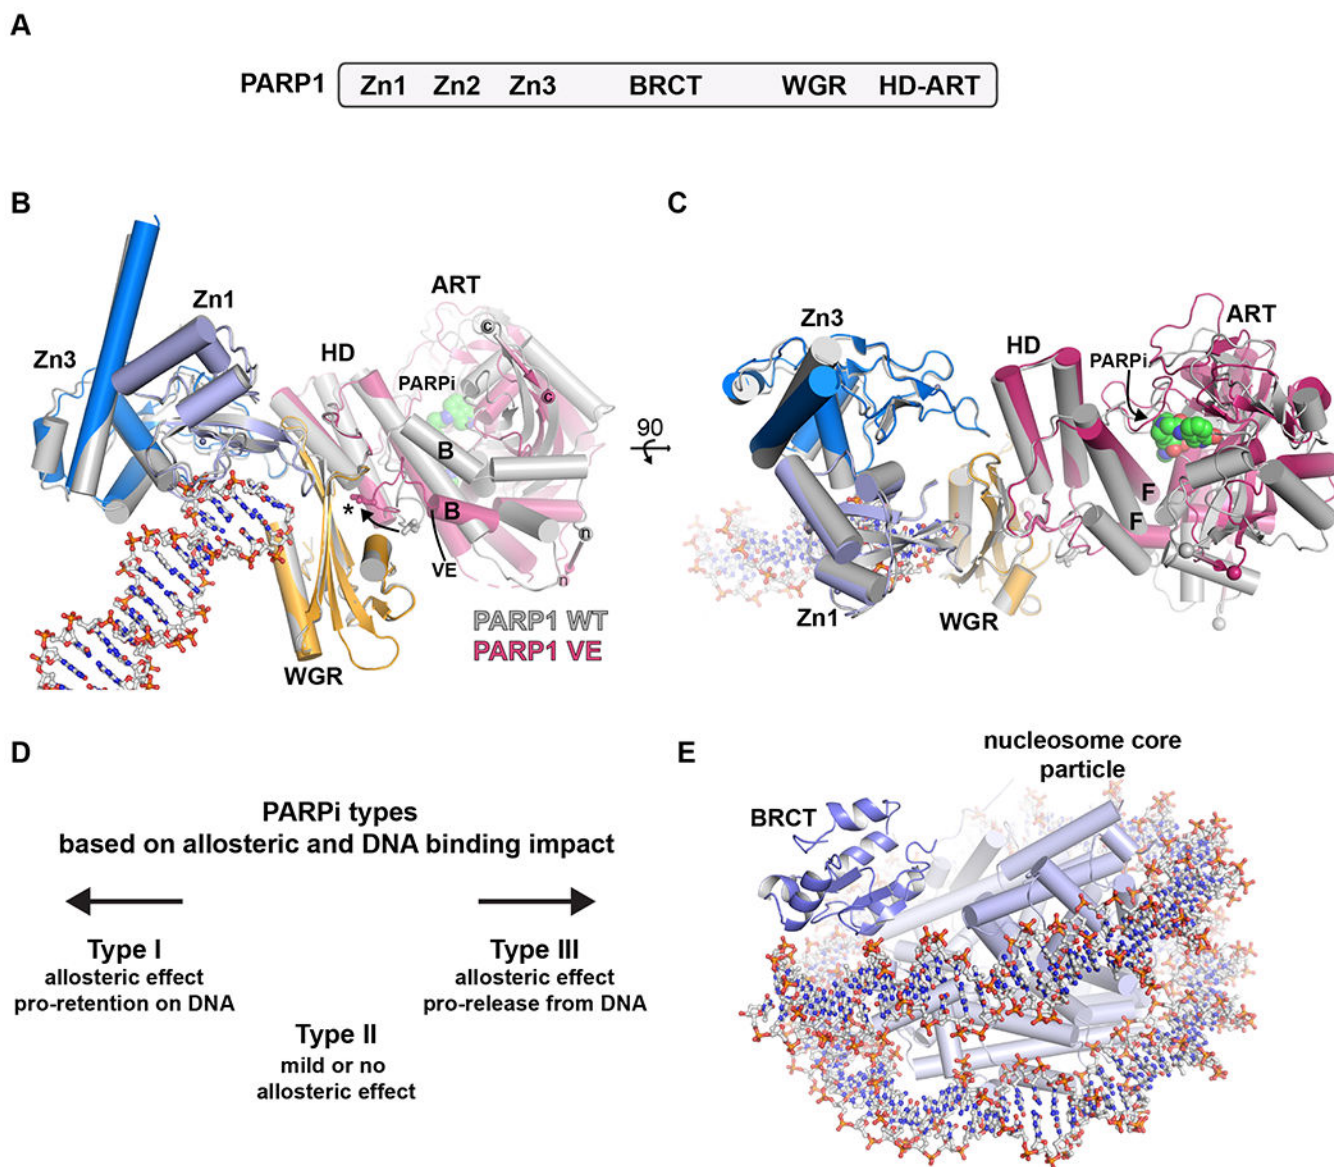 A
PARP1 Zn1 Zn2 Zn3 BRCT WGR HD-ART
B
Zn3
Zn1
HD
ART
PARPi
c
c
B
B
*
VE
n
n
WGR
PARP1 WT
PARP1 VE
90
C
Zn3
HD
ART
PARPi
F
F
Zn1
WGR
D
PARPi types
based on allosteric and DNA binding impact
Type I
allosteric effect
pro-retention on DNA
Type III
allosteric effect
pro-release from DNA
Type II
mild or no
allosteric effect
E
nucleosome core
particle
BRCT